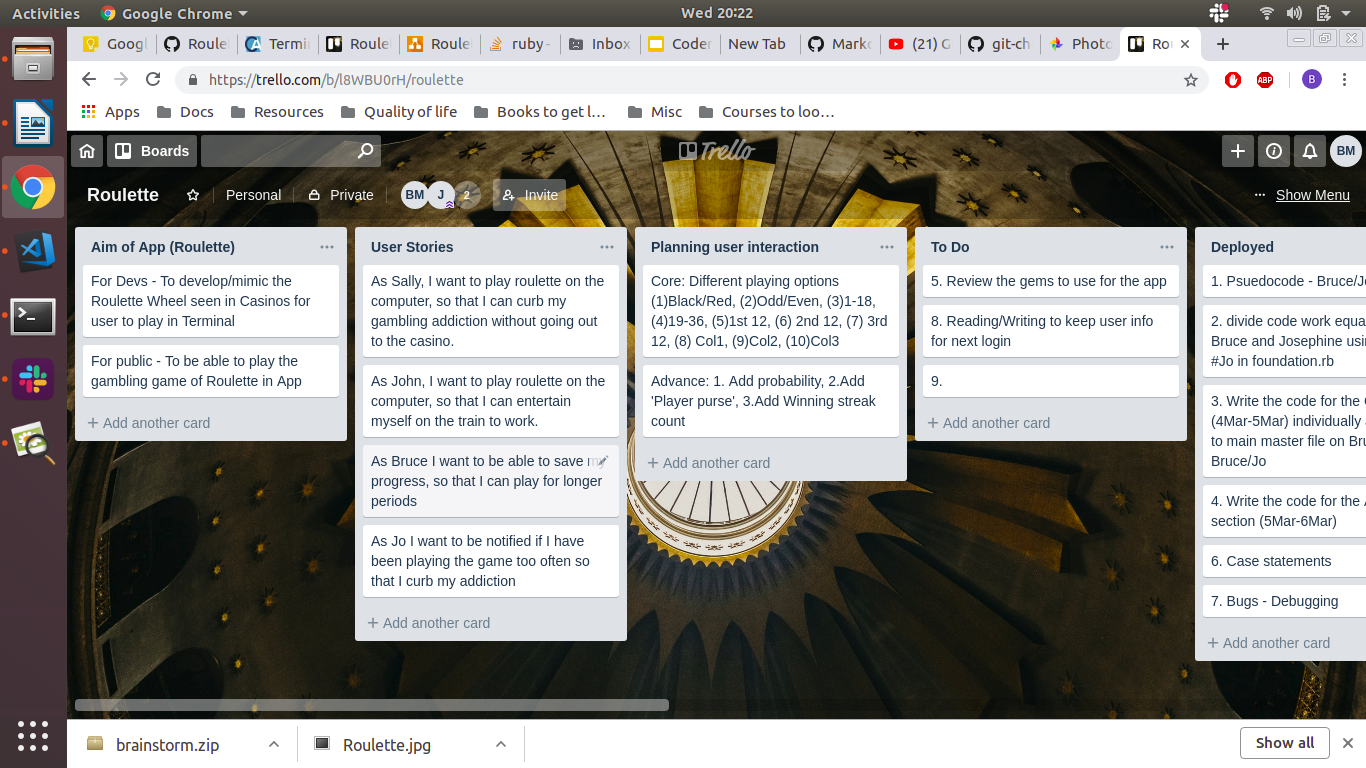 Activities
Google Chrome
Wed 20:22
Googl
Roule
Termi
Roule
Roule
ruby -
Inbox
Coder
New Tab
Marko
(21) G
git-ch
Photo
Rou
https://trello.com/b/l8WBU0rH/roulette
ABP
B
Apps
Docs
Resources
Quality of life
Books to get l…
Misc
Courses to loo…
Boards
Trello
BM
Roulette
Personal
Private
BM
J
2
Invite
Show Menu
Aim of App (Roulette)
For Devs - To develop/mimic the
Roulette Wheel seen in Casinos for
user to play in Terminal
For public - To be able to play the
gambling game of Roulette in App
+ Add another card
User Stories
As Sally, I want to play roulette on the
computer, so that I can curb my
gambling addiction without going out
to the casino.
As John, I want to play roulette on the
computer, so that I can entertain
myself on the train to work.
As Bruce I want to be able to save my
progress, so that I can play for longer
periods
As Jo I want to be notified if I have
been playing the game too often so
that I curb my addiction
+ Add another card
Planning user interaction
Core: Different playing options
(1)Black/Red, (2)Odd/Even, (3)1-18,
(4)19-36, (5)1st 12, (6) 2nd 12, (7) 3rd
12, (8) Col1, (9)Col2, (10)Col3
Advance: 1. Add probability, 2.Add
'Player purse', 3.Add Winning streak
count
+ Add another card
To Do
5. Review the gems to use for the app
8. Reading/Writing to keep user info
for next login
9.
+ Add another card
Deployed
1. Psuedocode - Bruce/Jo
2. divide code work equa
Bruce and Josephine usi
#Jo in foundation.rb
3. Write the code for the
(4Mar-5Mar) individually
to main master file on Bru
Bruce/Jo
4. Write the code for the
section (5Mar-6Mar)
6. Case statements
7. Bugs - Debugging
+ Add another card
brainstorm.zip
Roulette.jpg
Show all